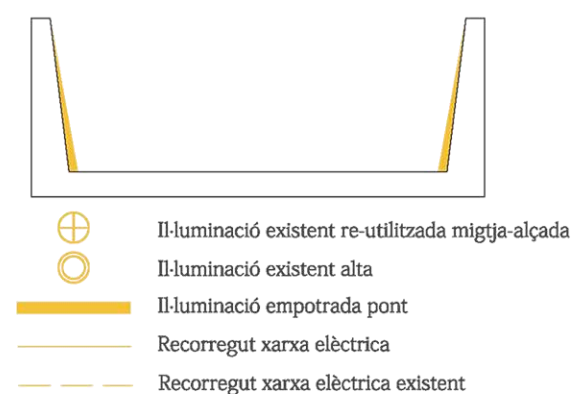 Il·luminació existent re-utilitzada migtja-alçada
Il·luminació existent alta
Il·luminació empotrada pont
Recorregut xarxa elèctrica
Recorregut xarxa elèctrica existent